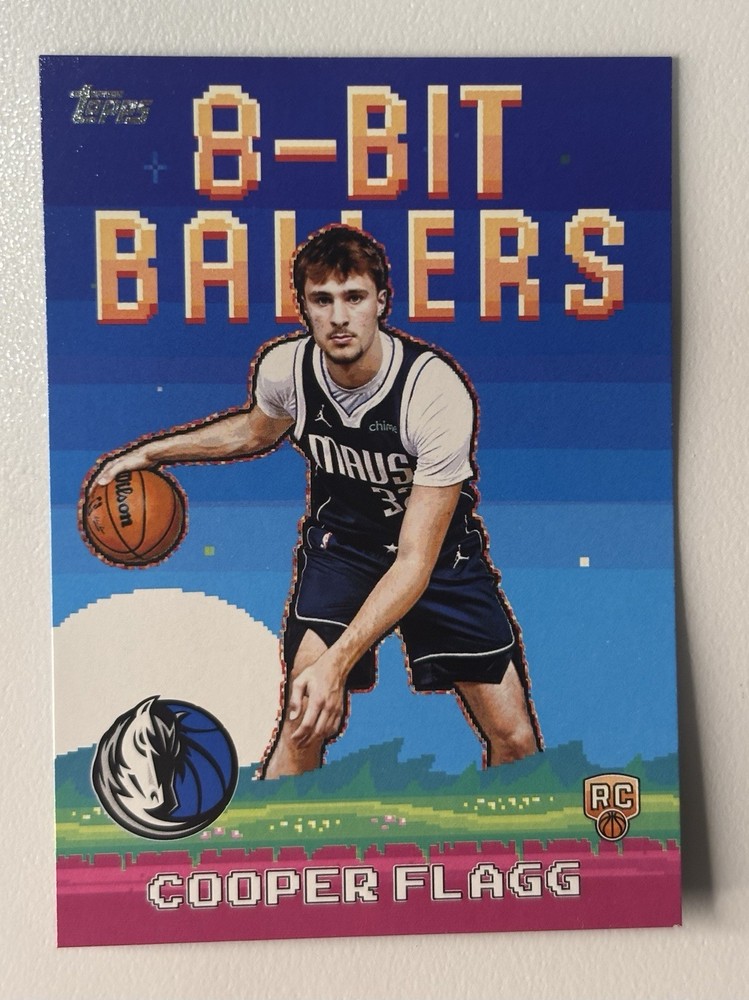 Topps
8-BIT
BALLERS
chime
MAVS
32
Wilson
RC
COOPER FLAGG